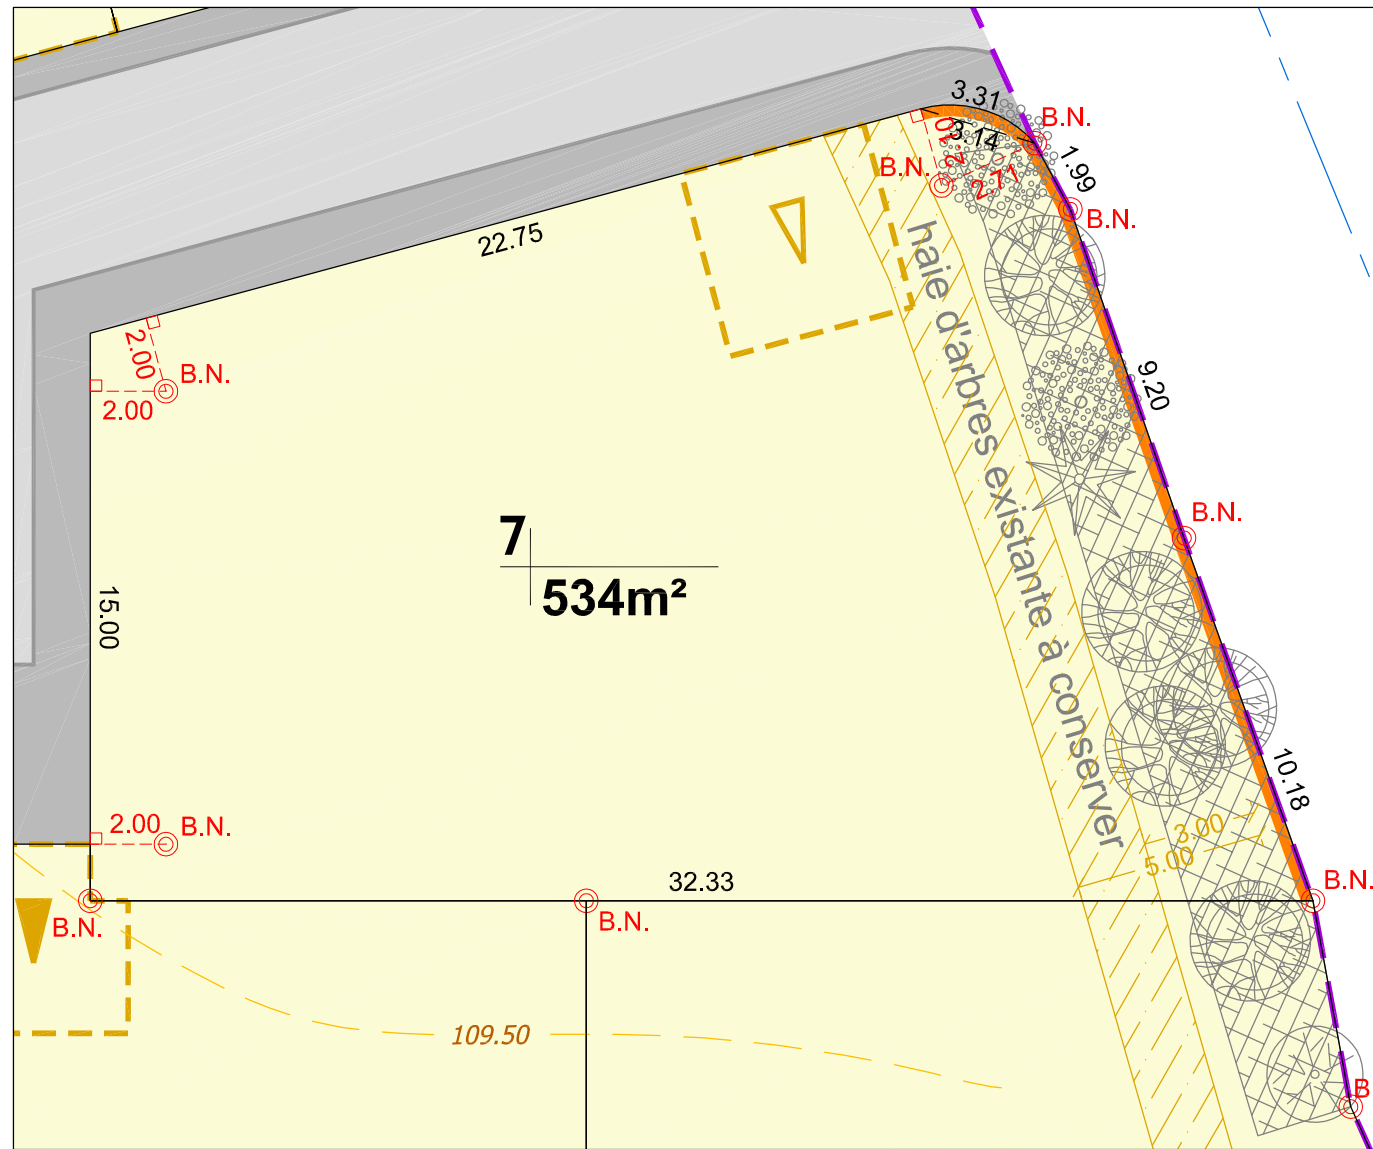 3.31
B.N.
3.14
2.10
B.N.
2.71
1.99
B.N.
22.75
haie d'arbres existante à conserver
2.00
B.N.
2.00
9.20
B.N.
7
534m²
15.00
10.18
2.00
B.N.
3.00
5.00
32.33
B.N.
B.N.
B.N.
109.50
B